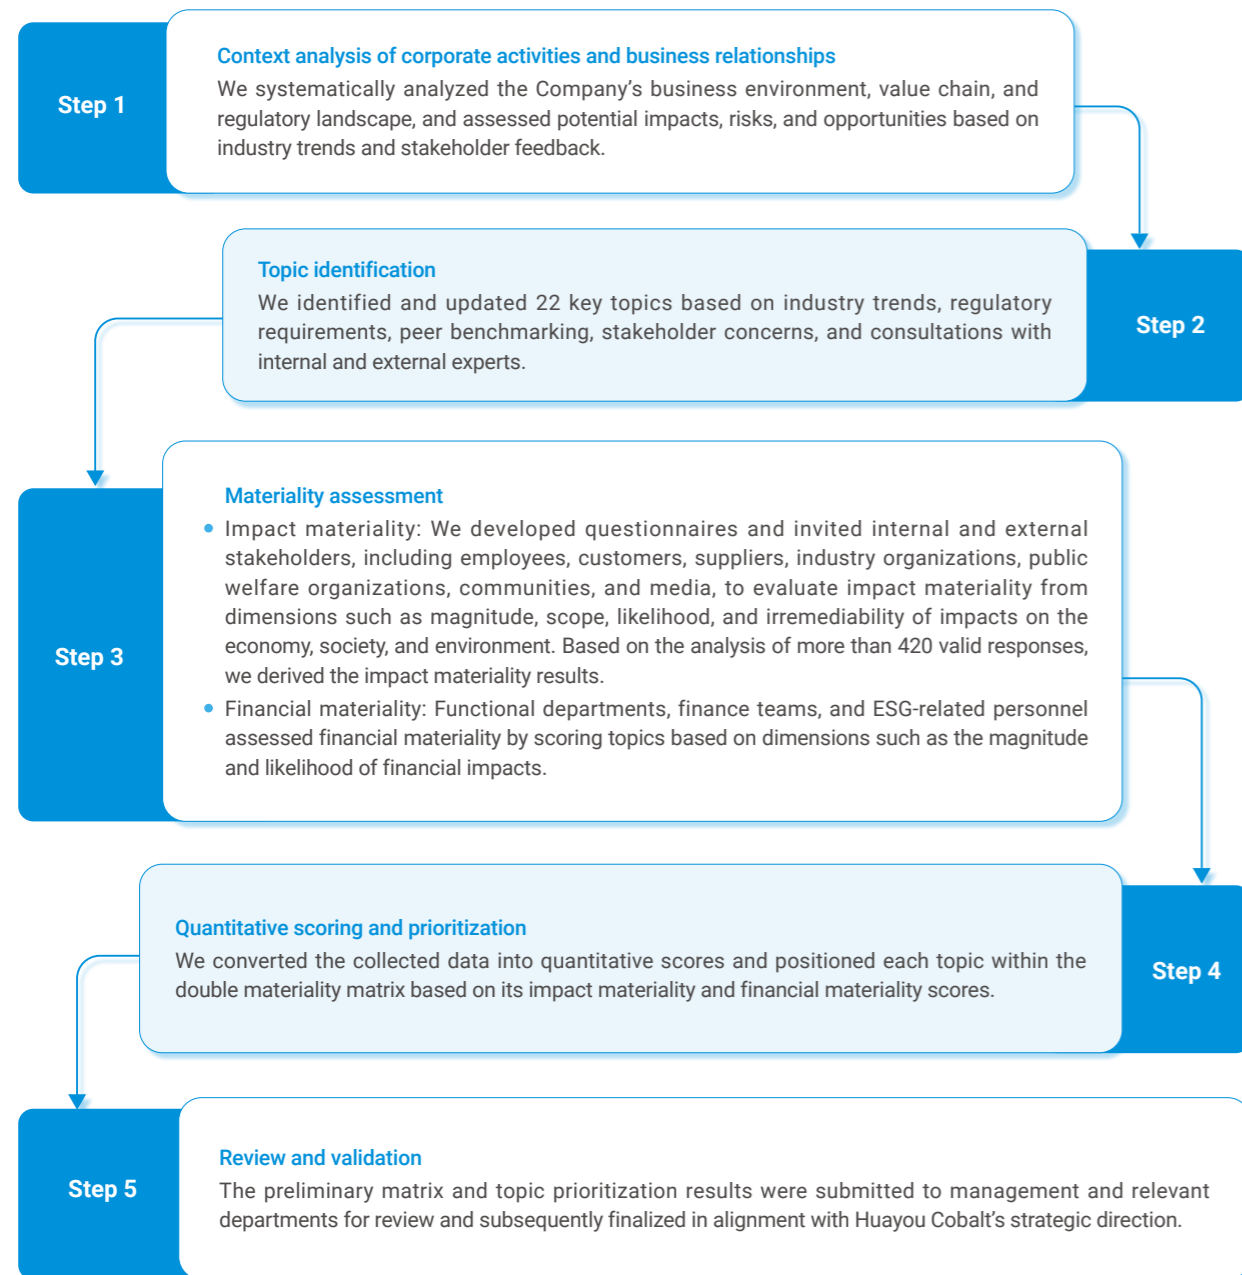 Step 1
Context analysis of corporate activities and business relationships
We systematically analyzed the Company's business environment, value chain, and
regulatory landscape, and assessed potential impacts, risks, and opportunities based on
industry trends and stakeholder feedback.
Topic identification
We identified and updated 22 key topics based on industry trends, regulatory
requirements, peer benchmarking, stakeholder concerns, and consultations with
internal and external experts.
Step 2
Step 3
Materiality assessment
• Impact materiality: We developed questionnaires and invited internal and external
stakeholders, including employees, customers, suppliers, industry organizations, public
welfare organizations, communities, and media, to evaluate impact materiality from
dimensions such as magnitude, scope, likelihood, and irremediability of impacts on the
economy, society, and environment. Based on the analysis of more than 420 valid responses,
we derived the impact materiality results.
• Financial materiality: Functional departments, finance teams, and ESG-related personnel
assessed financial materiality by scoring topics based on dimensions such as the magnitude
and likelihood of financial impacts.
Quantitative scoring and prioritization
We converted the collected data into quantitative scores and positioned each topic within the
double materiality matrix based on its impact materiality and financial materiality scores.
Step 4
Step 5
Review and validation
The preliminary matrix and topic prioritization results were submitted to management and relevant
departments for review and subsequently finalized in alignment with Huayou Cobalt's strategic direction.